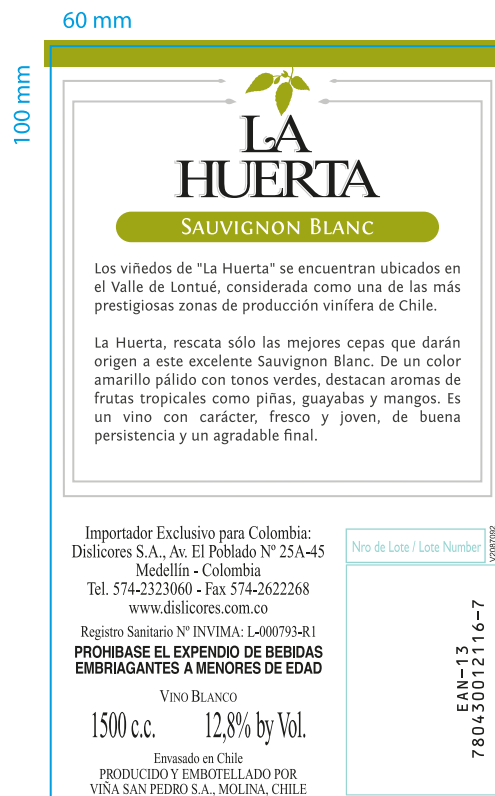 60 mm
100 mm
LA
HUERTA
SAUVIGNON BLANC
Los viñedos de "La Huerta" se encuentran ubicados en
el Valle de Lontué, considerada como una de las más
prestigiosas zonas de producción vinífera de Chile.
La Huerta, rescata sólo las mejores cepas que darán
origen a este excelente Sauvignon Blanc. De un color
amarillo pálido con tonos verdes, destacan aromas de
frutas tropicales como piñas, guayabas y mangos. Es
un vino con carácter, fresco y joven, de buena
persistencia y un agradable final.
Importador Exclusivo para Colombia:
Dislicores S.A., Av. El Poblado Nº 25A-45
Medellín - Colombia
Tel. 574-2323060 - Fax 574-2622268
www.dislicores.com.co
Registro Sanitario Nº INVIMA: L-000793-R1
PROHIBASE EL EXPENDIO DE BEBIDAS
EMBRIAGANTES A MENORES DE EDAD
VINO BLANCO
1500 c.c. 12,8% by Vol.
Envasado en Chile
PRODUCIDO Y EMBOTELLADO POR
VIÑA SAN PEDRO S.A., MOLINA, CHILE
Nro de Lote / Lote Number
V2087092
EAN-13
780430012116-7